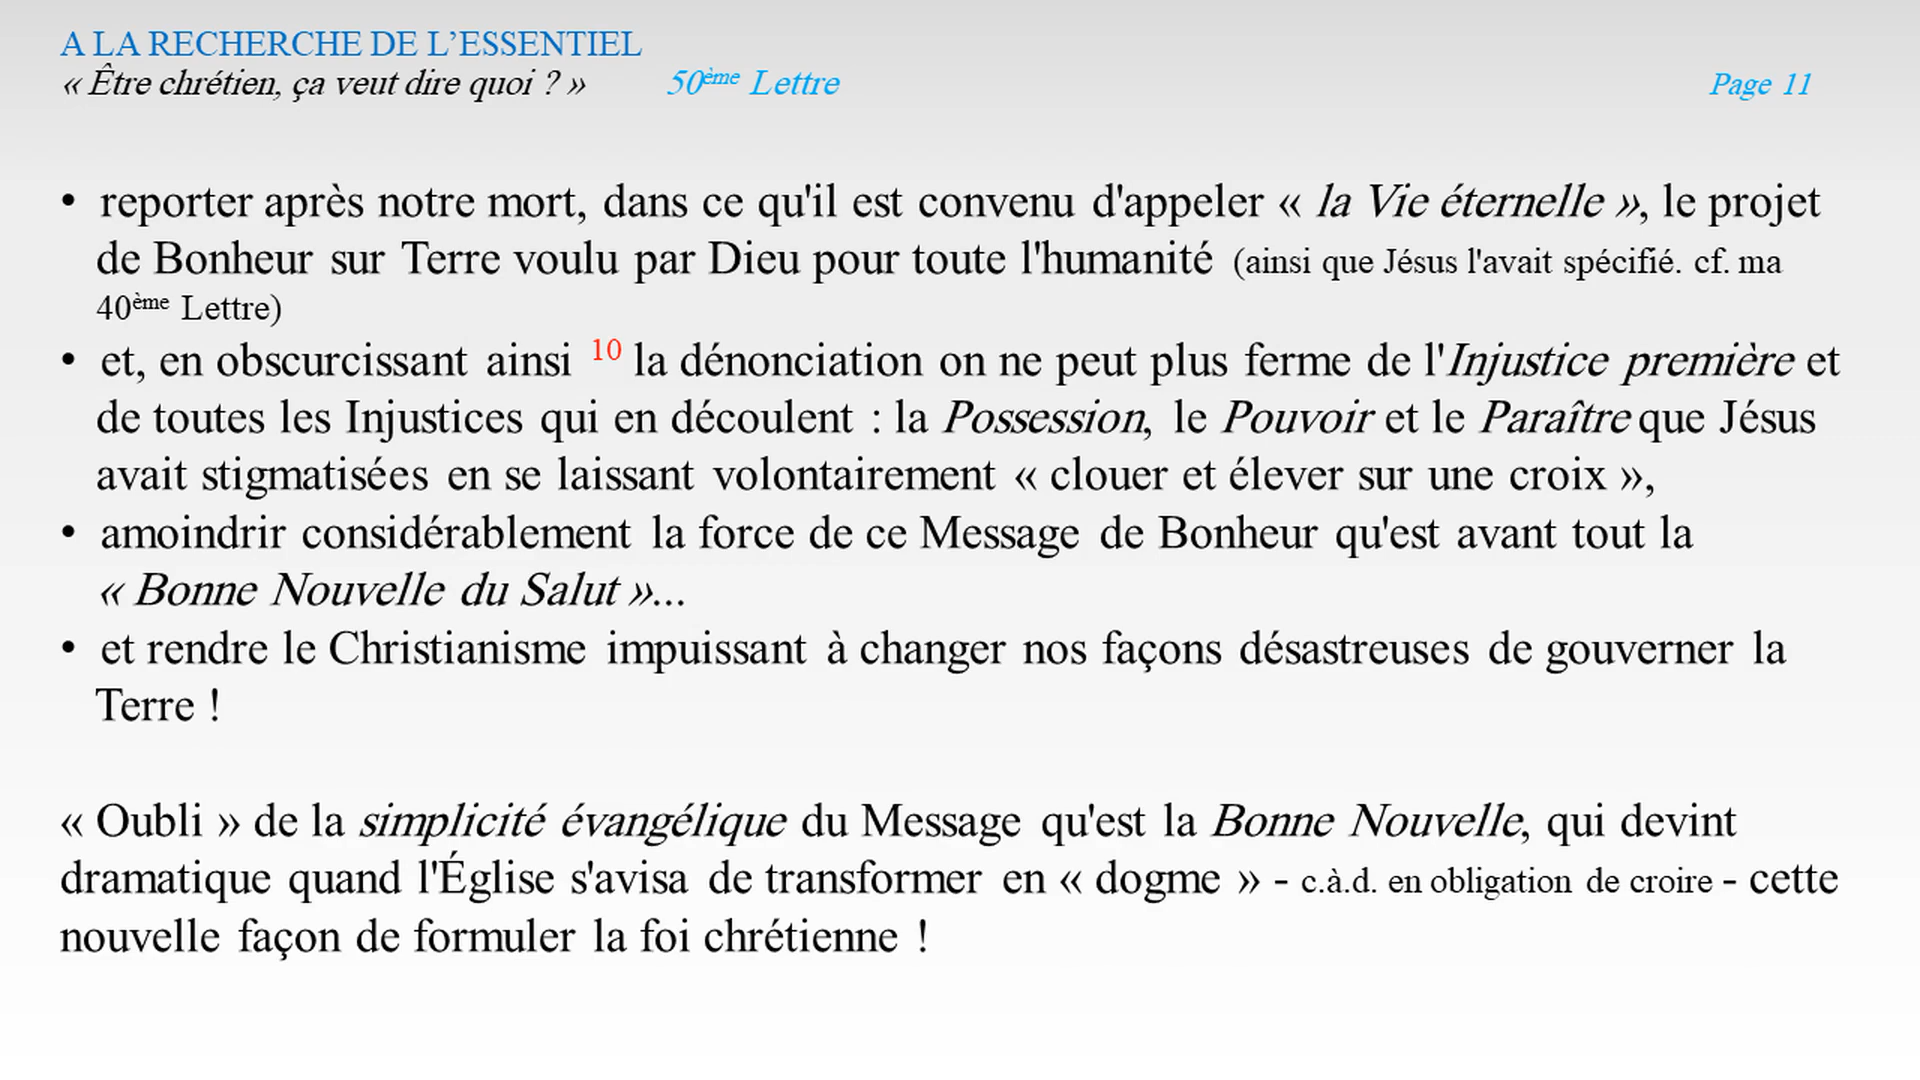 A LA RECHERCHE DE L’ESSENTIEL
« Être chrétien, ça veut dire quoi ? » 50ème Lettre Page 11
• reporter après notre mort, dans ce qu'il est convenu d'appeler « la Vie éternelle », le projet
de Bonheur sur Terre voulu par Dieu pour toute l'humanité (ainsi que Jésus l'avait spécifié. cf. ma
40ème Lettre)
• et, en obscurcissant ainsi 10 la dénonciation on ne peut plus ferme de l'Injustice première et
de toutes les Injustices qui en découlent : la Possession, le Pouvoir et le Paraître que Jésus
avait stigmatisées en se laissant volontairement « clouer et élever sur une croix »,
• amoindrir considérablement la force de ce Message de Bonheur qu'est avant tout la
« Bonne Nouvelle du Salut »...
• et rendre le Christianisme impuissant à changer nos façons désastreuses de gouverner la
Terre !
« Oubli » de la simplicité évangélique du Message qu'est la Bonne Nouvelle, qui devint
dramatique quand l'Église s'avisa de transformer en « dogme » - c.à.d. en obligation de croire - cette
nouvelle façon de formuler la foi chrétienne !